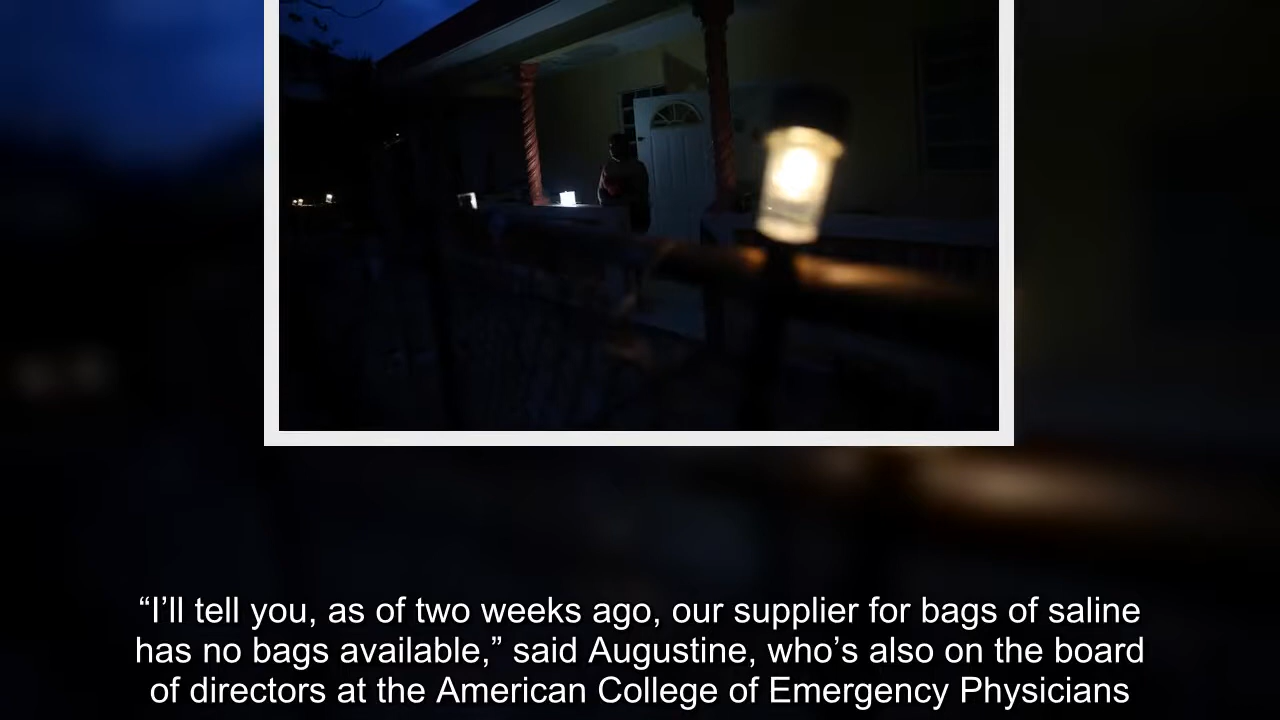 “I’ll tell you, as of two weeks ago, our supplier for bags of saline
has no bags available,” said Augustine, who’s also on the board
of directors at the American College of Emergency Physicians